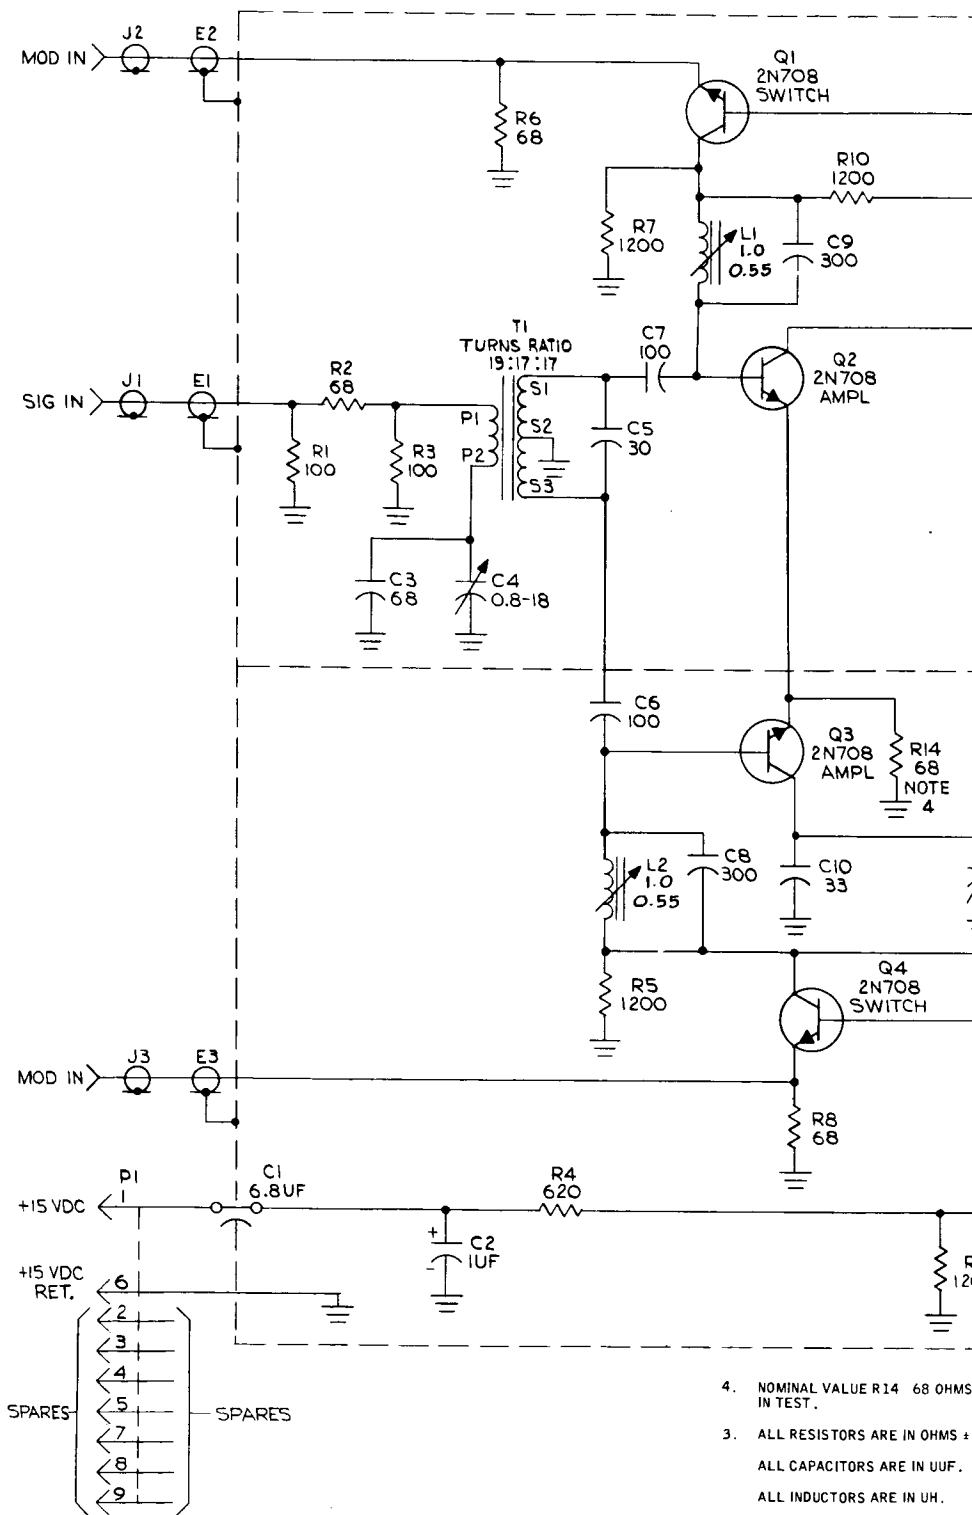 J2
E2
MOD IN
Q1
2N708
SWITCH
R6
68
R10
1200
R7
1200
L1
1.0
0.55
C9
300
T1
TURNS RATIO
19:17:17
C7
100
Q2
2N708
AMPL
R2
68
J1
E1
SIG IN
P1
P2
S1
S2
S3
C5
30
R1
100
R3
100
C3
68
C4
0.8-18
C6
100
Q3
2N708
AMPL
R14
68
NOTE
4
L2
1.0
0.55
C8
300
C10
33
R5
1200
Q4
2N708
SWITCH
J3
E3
MOD IN
R8
68
P1
1
+15 VDC
C1
6.8UF
R4
620
+
C2
1UF
-
R
120
+15 VDC
RET.
6
2
3
4
5
7
8
9
SPARES
SPARES
4. NOMINAL VALUE R14 68 OHMS
IN TEST.
3. ALL RESISTORS ARE IN OHMS ±
ALL CAPACITORS ARE IN UUF.
ALL INDUCTORS ARE IN UH.